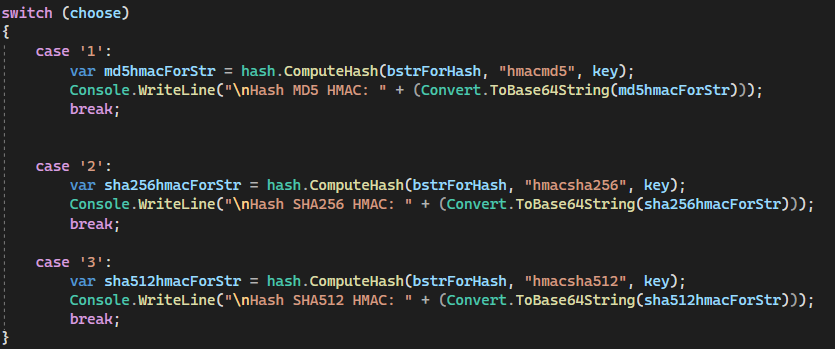 switch (choose)
{
    case '1':
        var md5hmacForStr = hash.ComputeHash(bstrForHash, "hmacmd5", key);
        Console.WriteLine("\nHash MD5 HMAC: " + (Convert.ToBase64String(md5hmacForStr)));
        break;
    case '2':
        var sha256hmacForStr = hash.ComputeHash(bstrForHash, "hmacsha256", key);
        Console.WriteLine("\nHash SHA256 HMAC: " + (Convert.ToBase64String(sha256hmacForStr)));
        break;
    case '3':
        var sha512hmacForStr = hash.ComputeHash(bstrForHash, "hmacsha512", key);
        Console.WriteLine("\nHash SHA512 HMAC: " + (Convert.ToBase64String(sha512hmacForStr)));
        break;
}